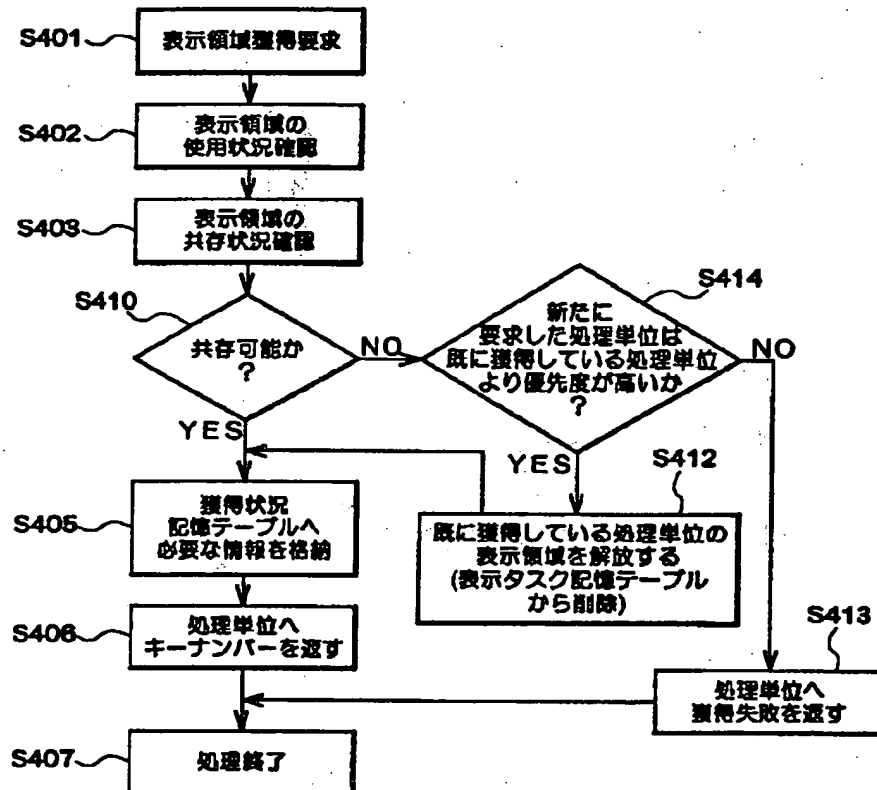 S401
表示領域獲得要求
S402
表示領域の
使用状況確認
S403
表示領域の
共存状況確認
S410
共存可能か
?
NO
YES
S414
新たに
要求した処理単位は
既に獲得している処理単位
より優先度が高いか
?
NO
YES
S412
既に獲得している処理単位の
表示領域を解放する
(表示タスク記憶テーブル
から削除)
S405
獲得状況
記憶テーブルへ
必要な情報を格納
S406
処理単位へ
キーナンバーを返す
S413
処理単位へ
獲得失敗を返す
S407
処理終了